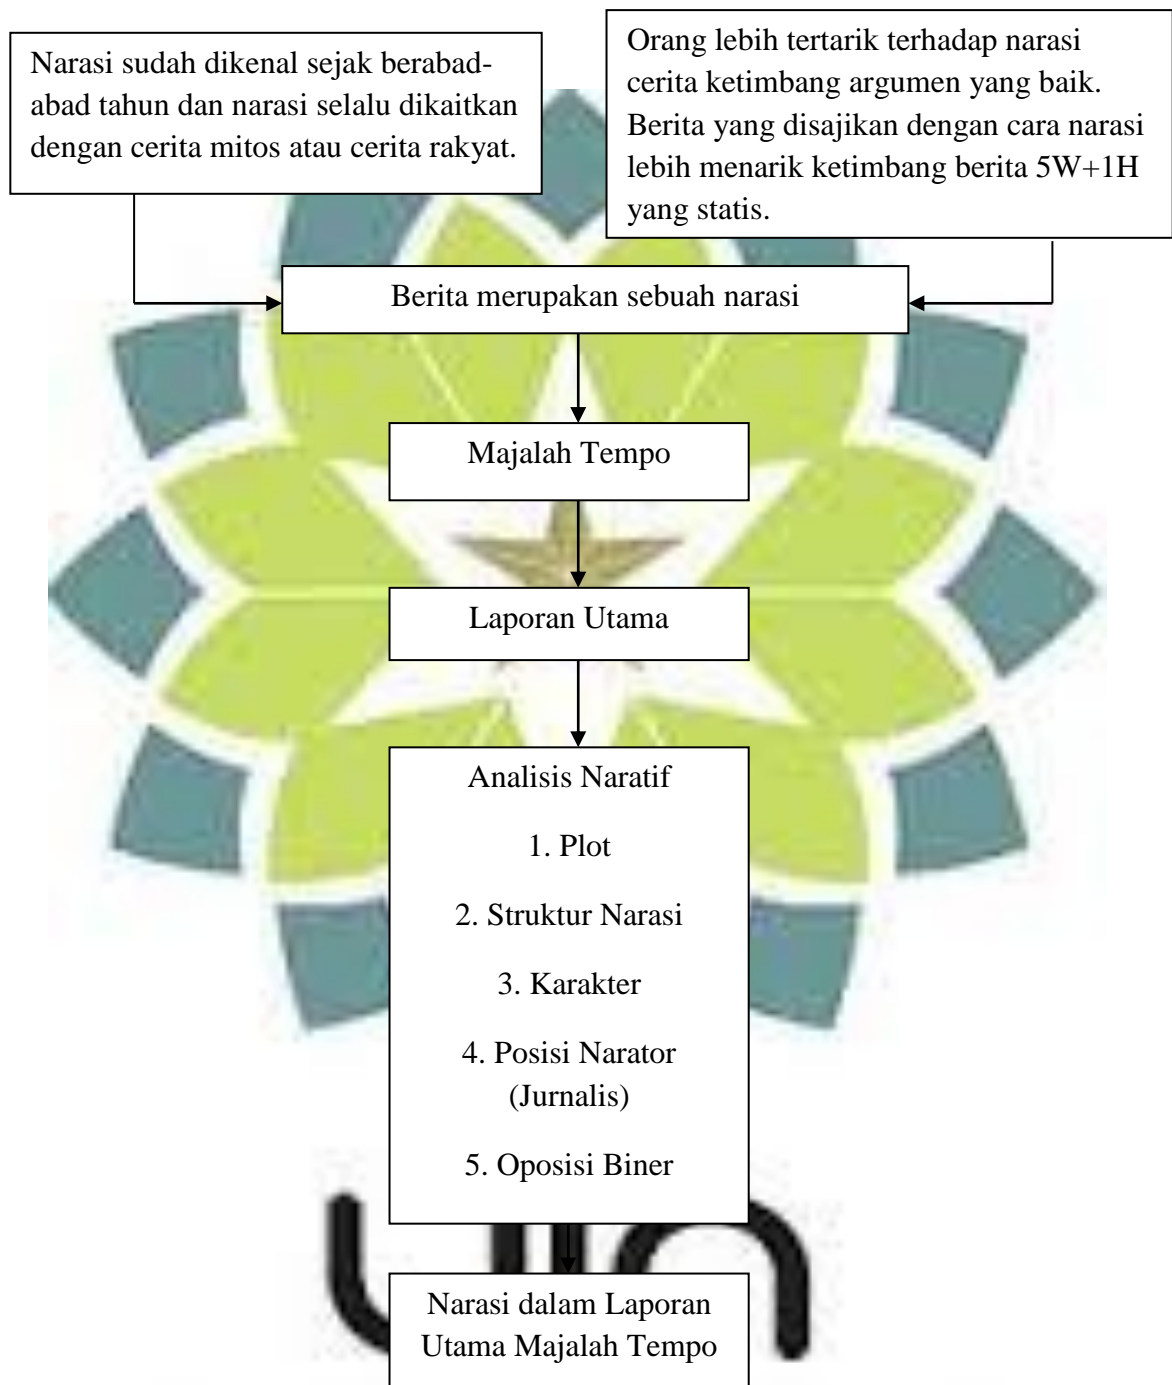 Narasi sudah dikenal sejak berabad-
abad tahun dan narasi selalu dikaitkan
dengan cerita mitos atau cerita rakyat.
Orang lebih tertarik terhadap narasi
cerita ketimbang argumen yang baik.
Berita yang disajikan dengan cara narasi
lebih menarik ketimbang berita 5W+1H
yang statis.
Berita merupakan sebuah narasi
Majalah Tempo
Laporan Utama
Analisis Naratif
1. Plot
2. Struktur Narasi
3. Karakter
4. Posisi Narator
(Jurnalis)
5. Oposisi Biner
Narasi dalam Laporan
Utama Majalah Tempo